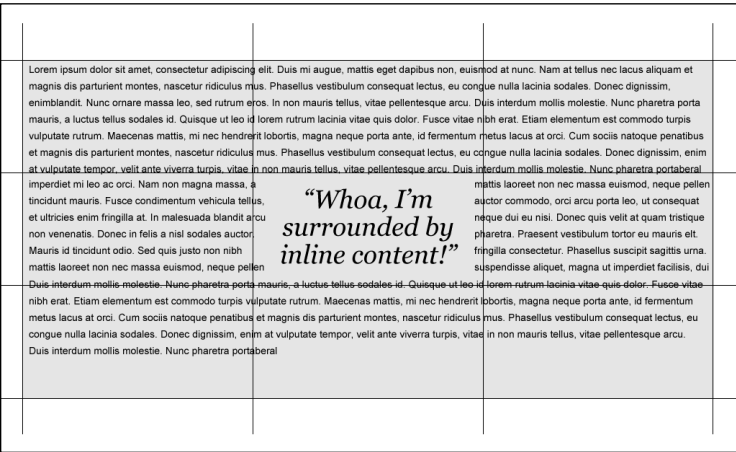 Lorem ipsum dolor sit amet, consectetur adipiscing elit. Duis mi augue, mattis eget dapibus non, euismod at nunc. Nam at tellus nec lacus aliquam et
magnis dis parturient montes, nascetur ridiculus mus. Phasellus vestibulum consequat lectus, eu congue nulla lacinia sodales. Donec dignissim,
enimblandit. Nunc ornare massa leo, sed rutrum eros. In non mauris tellus, vitae pellentesque arcu. Duis interdum mollis molestie. Nunc pharetra porta
mauris, a luctus tellus sodales id. Quisque ut leo id lorem rutrum lacinia vitae quis dolor. Fusce vitae nibh erat. Etiam elementum est commodo turpis
vulputate rutrum. Maecenas mattis, mi nec hendrerit lobortis, magna neque porta ante, id fermentum metus lacus at orci. Cum sociis natoque penatibus
et magnis dis parturient montes, nascetur ridiculus mus. Phasellus vestibulum consequat lectus, eu congue nulla lacinia sodales. Donec dignissim, enim
at vulputate tempor, velit ante viverra turpis, vitae in non mauris tellus, vitae pellentesque arcu. Duis interdum mollis molestie. Nunc pharetra portaberal
imperdiet mi leo ac orci. Nam non magna massa, a
tincidunt mauris. Fusce condimentum vehicula tellus,
et ultricies enim fringilla at. In malesuada blandit arcu
non venenatis. Donec in felis a nisl sodales auctor.
Mauris id tincidunt odio. Sed quis justo non nibh
mattis laoreet non nec massa euismod, neque pellen
“Whoa, I’m
surrounded by
inline content!”
mattis laoreet non nec massa euismod, neque pellen
auctor commodo, orci arcu porta leo, ut consequat
neque dui eu nisi. Donec quis velit at quam tristique
pharetra. Praesent vestibulum tortor eu mauris elt.
fringilla consectetur. Phasellus suscipit sagittis urna.
suspendisse aliquet, magna ut imperdiet facilisis, dui
Duis interdum mollis molestie. Nunc pharetra porta mauris, a luctus tellus sodales id. Quisque ut leo id lorem rutrum lacinia vitae quis dolor. Fusce vitae
nibh erat. Etiam elementum est commodo turpis vulputate rutrum. Maecenas mattis, mi nec hendrerit lobortis, magna neque porta ante, id fermentum
metus lacus at orci. Cum sociis natoque penatibus et magnis dis parturient montes, nascetur ridiculus mus. Phasellus vestibulum consequat lectus, eu
congue nulla lacinia sodales. Donec dignissim, enim at vulputate tempor, velit ante viverra turpis, vitae in non mauris tellus, vitae pellentesque arcu.
Duis interdum mollis molestie. Nunc pharetra portaberal